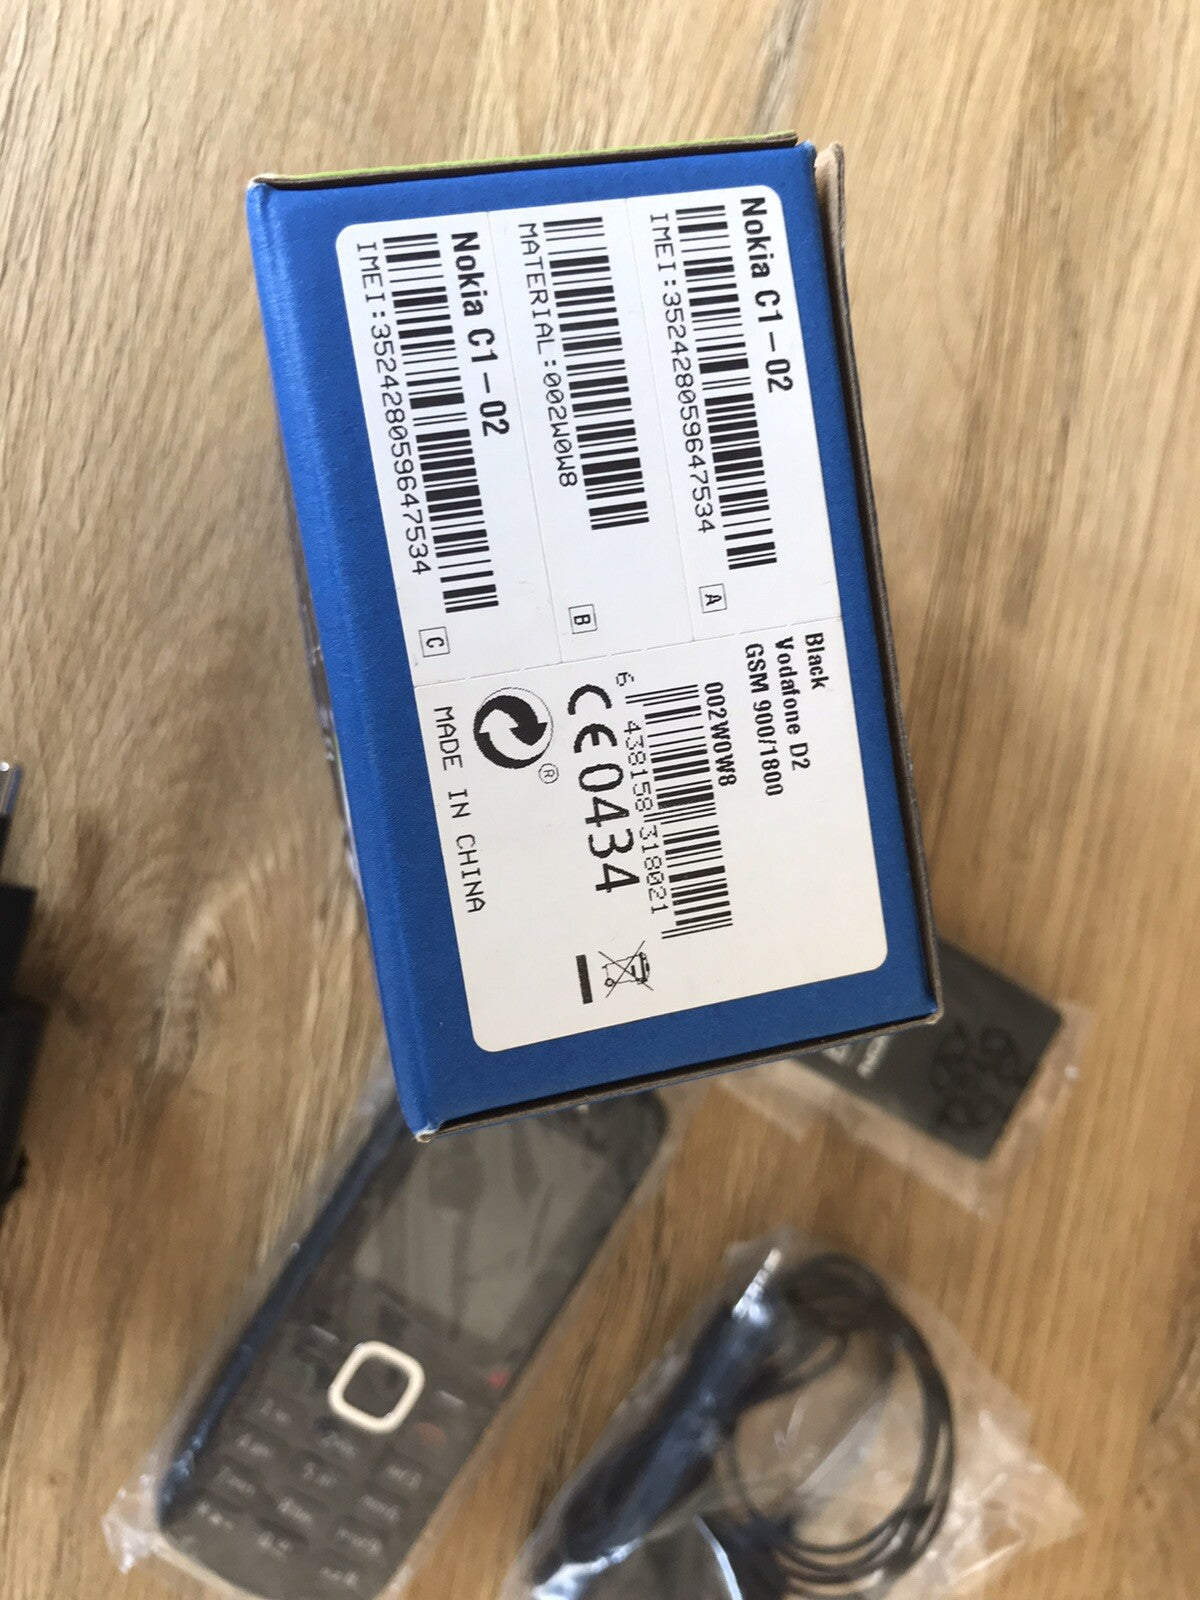 Nokia C1-02
IMEI:352428059647534
A
MATERIAL:002W0W8
B
Nokia C1-02
IMEI:352428059647534
C
Black
Vodafone D2
GSM 900/1800
002W0W8
6 438158 318021
CE0434
®
MADE IN CHINA